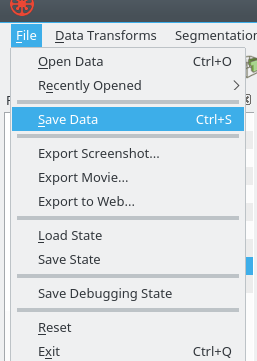 File Data Transforms Segmentation
Open Data Ctrl+O
Recently Opened
Save Data Ctrl+S
Export Screenshot...
Export Movie...
Export to Web...
Load State
Save State
Save Debugging State
Reset
Exit Ctrl+Q